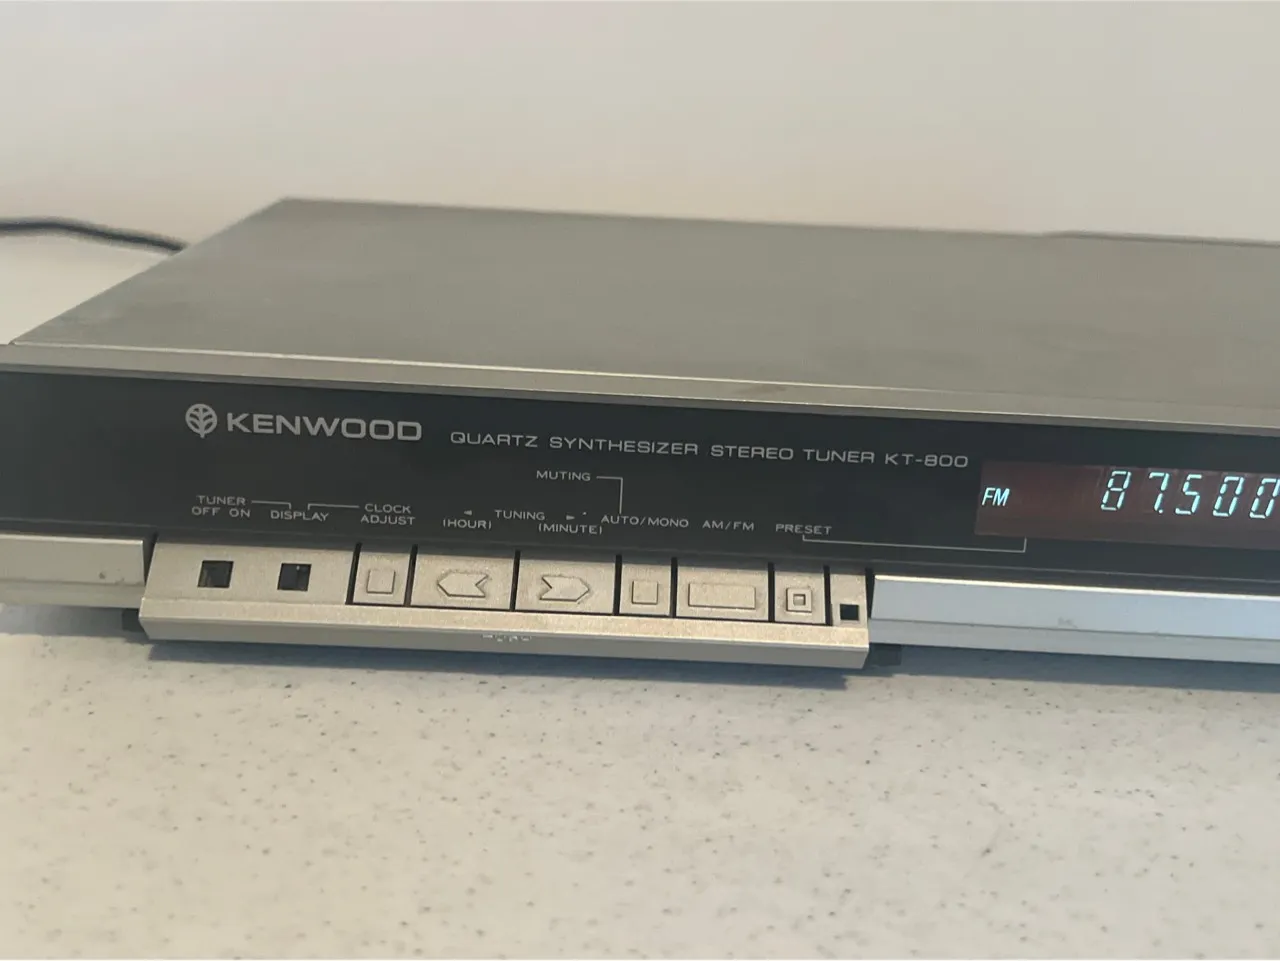 KENWOOD
QUARTZ SYNTHESIZER STEREO TUNER KT-800
MUTING
TUNER
OFF ON
DISPLAY
CLOCK
ADJUST
TUNING
(HOUR)
(MINUTE)
AUTO/MONO
AM/FM
PRESET
FM
87.500